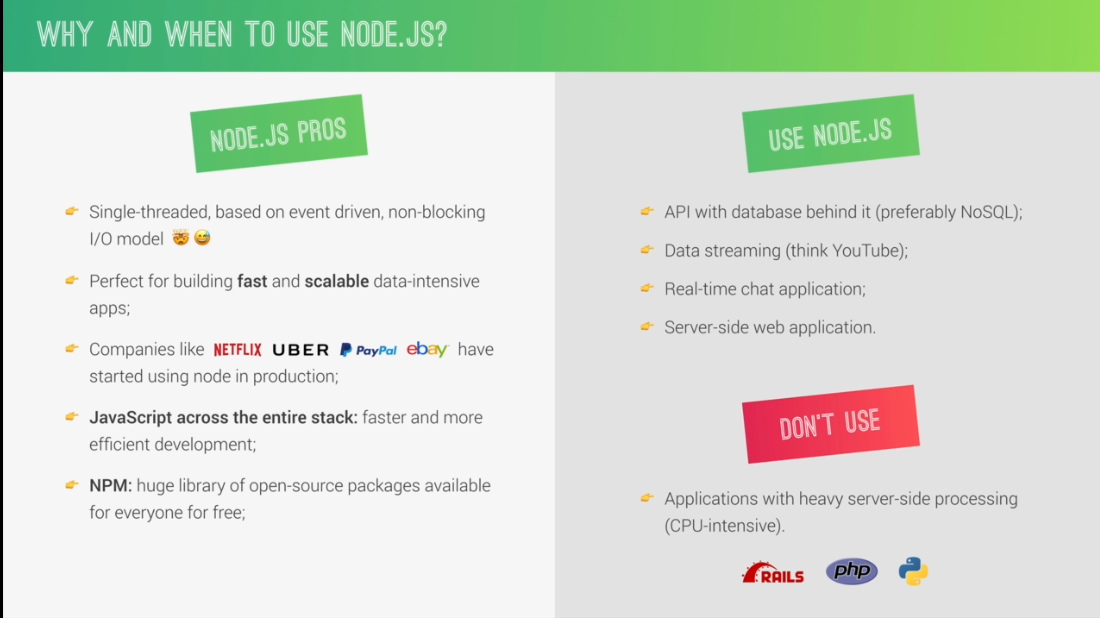 WHY AND WHEN TO USE NODE.JS?
NODE.JS PROS
Single-threaded, based on event driven, non-blocking
I/O model 🤯 😅
Perfect for building fast and scalable data-intensive
apps;
Companies like NETFLIX UBER PayPal ebay have
started using node in production;
JavaScript across the entire stack: faster and more
efficient development;
NPM: huge library of open-source packages available
for everyone for free;
USE NODE.JS
API with database behind it (preferably NoSQL);
Data streaming (think YouTube);
Real-time chat application;
Server-side web application.
DON'T USE
Applications with heavy server-side processing
(CPU-intensive).
RAILS php